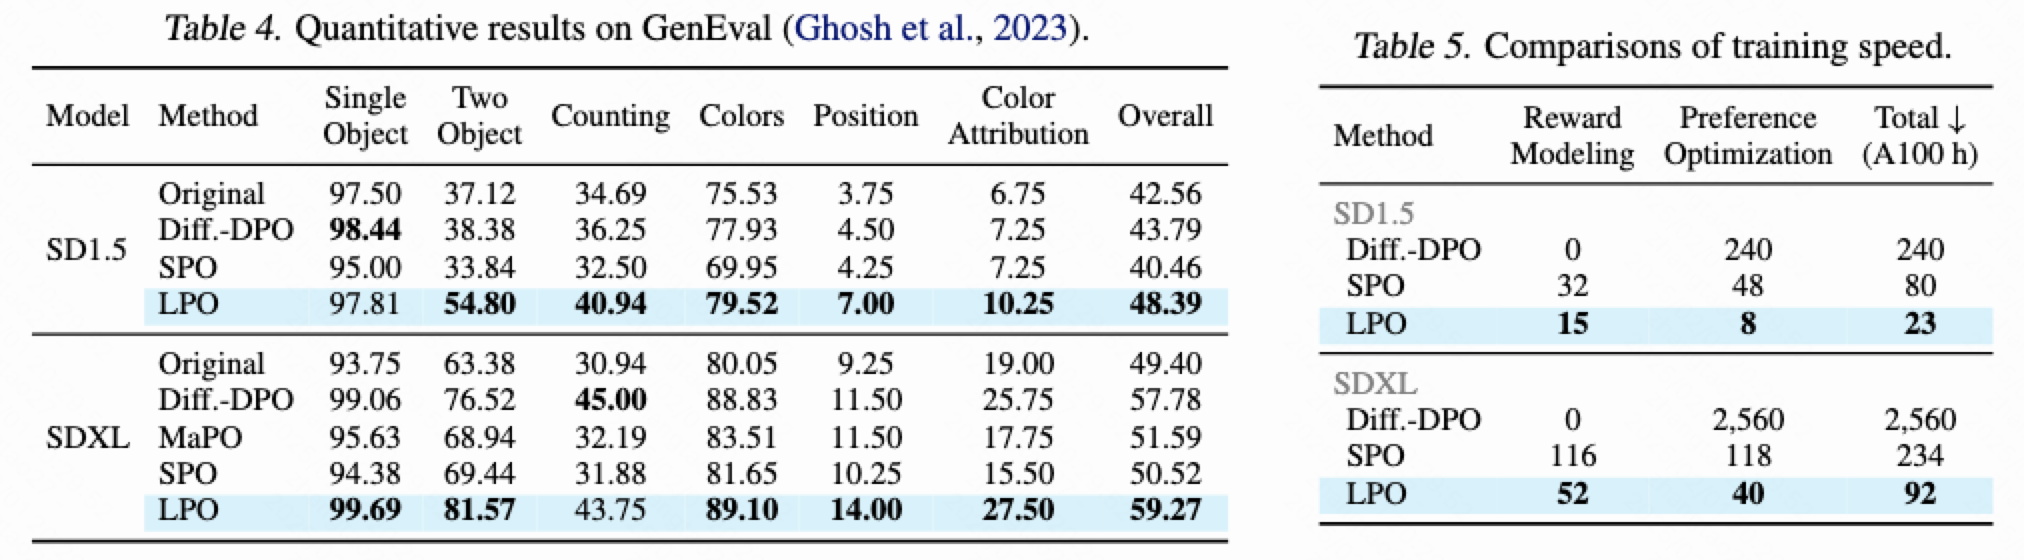 Table 4. Quantitative results on GenEval (Ghosh et al., 2023).
Model Method Single Object Two Object Counting Colors Position Color Attribution Overall
SD1.5
Original 97.50 37.12 34.69 75.53 3.75 6.75 42.56
Diff.-DPO 98.44 38.38 36.25 77.93 4.50 7.25 43.79
SPO 95.00 33.84 32.50 69.95 4.25 7.25 40.46
LPO 97.81 54.80 40.94 79.52 7.00 10.25 48.39
SDXL
Original 93.75 63.38 30.94 80.05 9.25 19.00 49.40
Diff.-DPO 99.06 76.52 45.00 88.83 11.50 25.75 57.78
MaPO 95.63 68.94 32.19 83.51 11.50 17.75 51.59
SPO 94.38 69.44 31.88 81.65 10.25 15.50 50.52
LPO 99.69 81.57 43.75 89.10 14.00 27.50 59.27
Table 5. Comparisons of training speed.
Method Reward Modeling Preference Optimization Total ↓ (A100 h)
SD1.5
Diff.-DPO 0 240 240
SPO 32 48 80
LPO 15 8 23
SDXL
Diff.-DPO 0 2,560 2,560
SPO 116 118 234
LPO 52 40 92